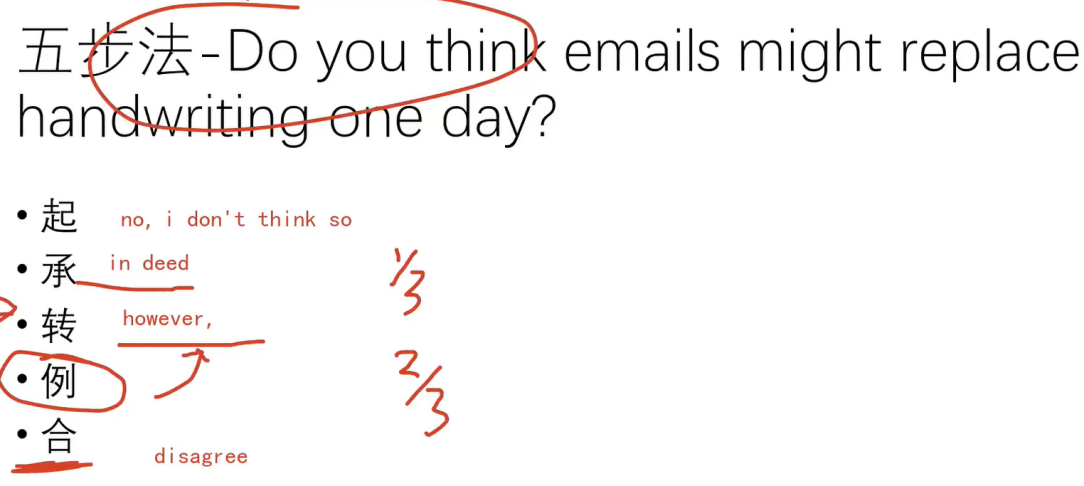 五步法-Do you think emails might replace
handwriting one day?
• 起 no, i don't think so
• 承 in deed
1/3
• 转 however,
• 例
2/3
• 合
disagree